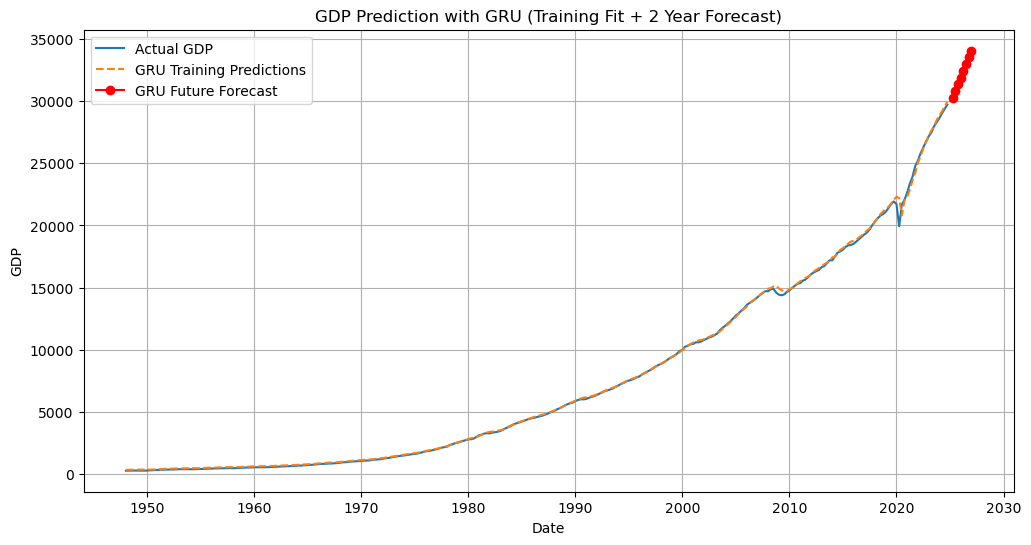 GDP Prediction with GRU (Training Fit + 2 Year Forecast)
Actual GDP
GRU Training Predictions
GRU Future Forecast
35000
30000
25000
20000
15000
10000
5000
0
GDP
1950 1960 1970 1980 1990 2000 2010 2020 2030
Date